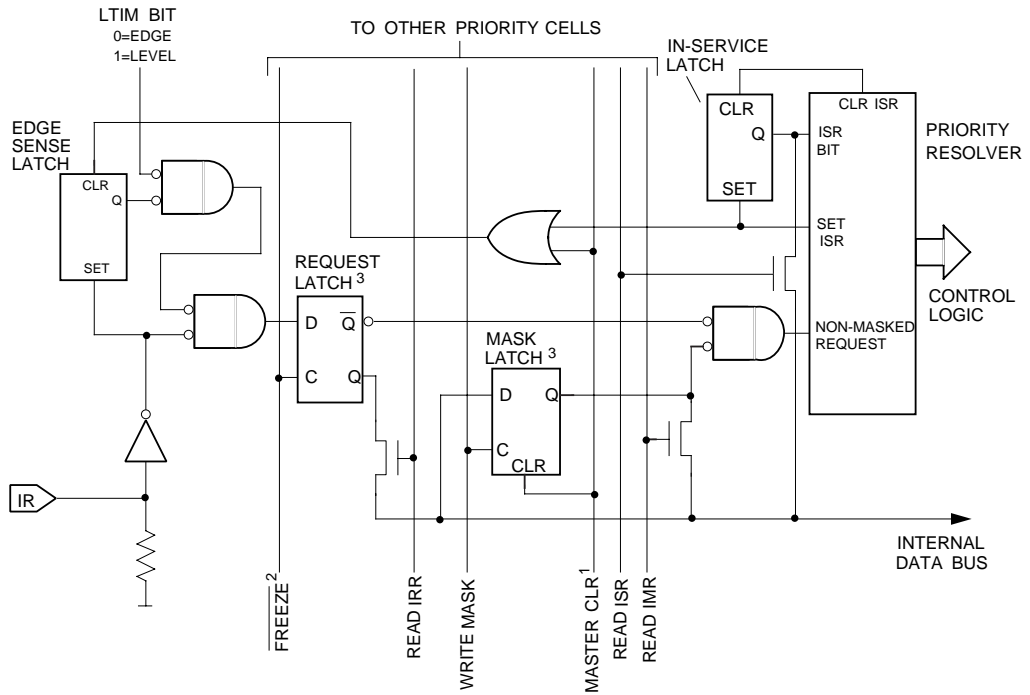 LTIM BIT
0=EDGE
1=LEVEL
TO OTHER PRIORITY CELLS
IN-SERVICE
LATCH
CLR
Q
SET
CLR ISR
ISR
BIT
SET
ISR
NON-MASKED
REQUEST
PRIORITY
RESOLVER
CONTROL
LOGIC
EDGE
SENSE
LATCH
CLR
Q
SET
REQUEST
LATCH 3
D
Q
C
Q
MASK
LATCH 3
D
Q
C
CLR
IR
INTERNAL
DATA BUS
FREEZE 2
READ IRR
WRITE MASK
MASTER CLR 1
READ ISR
READ IMR